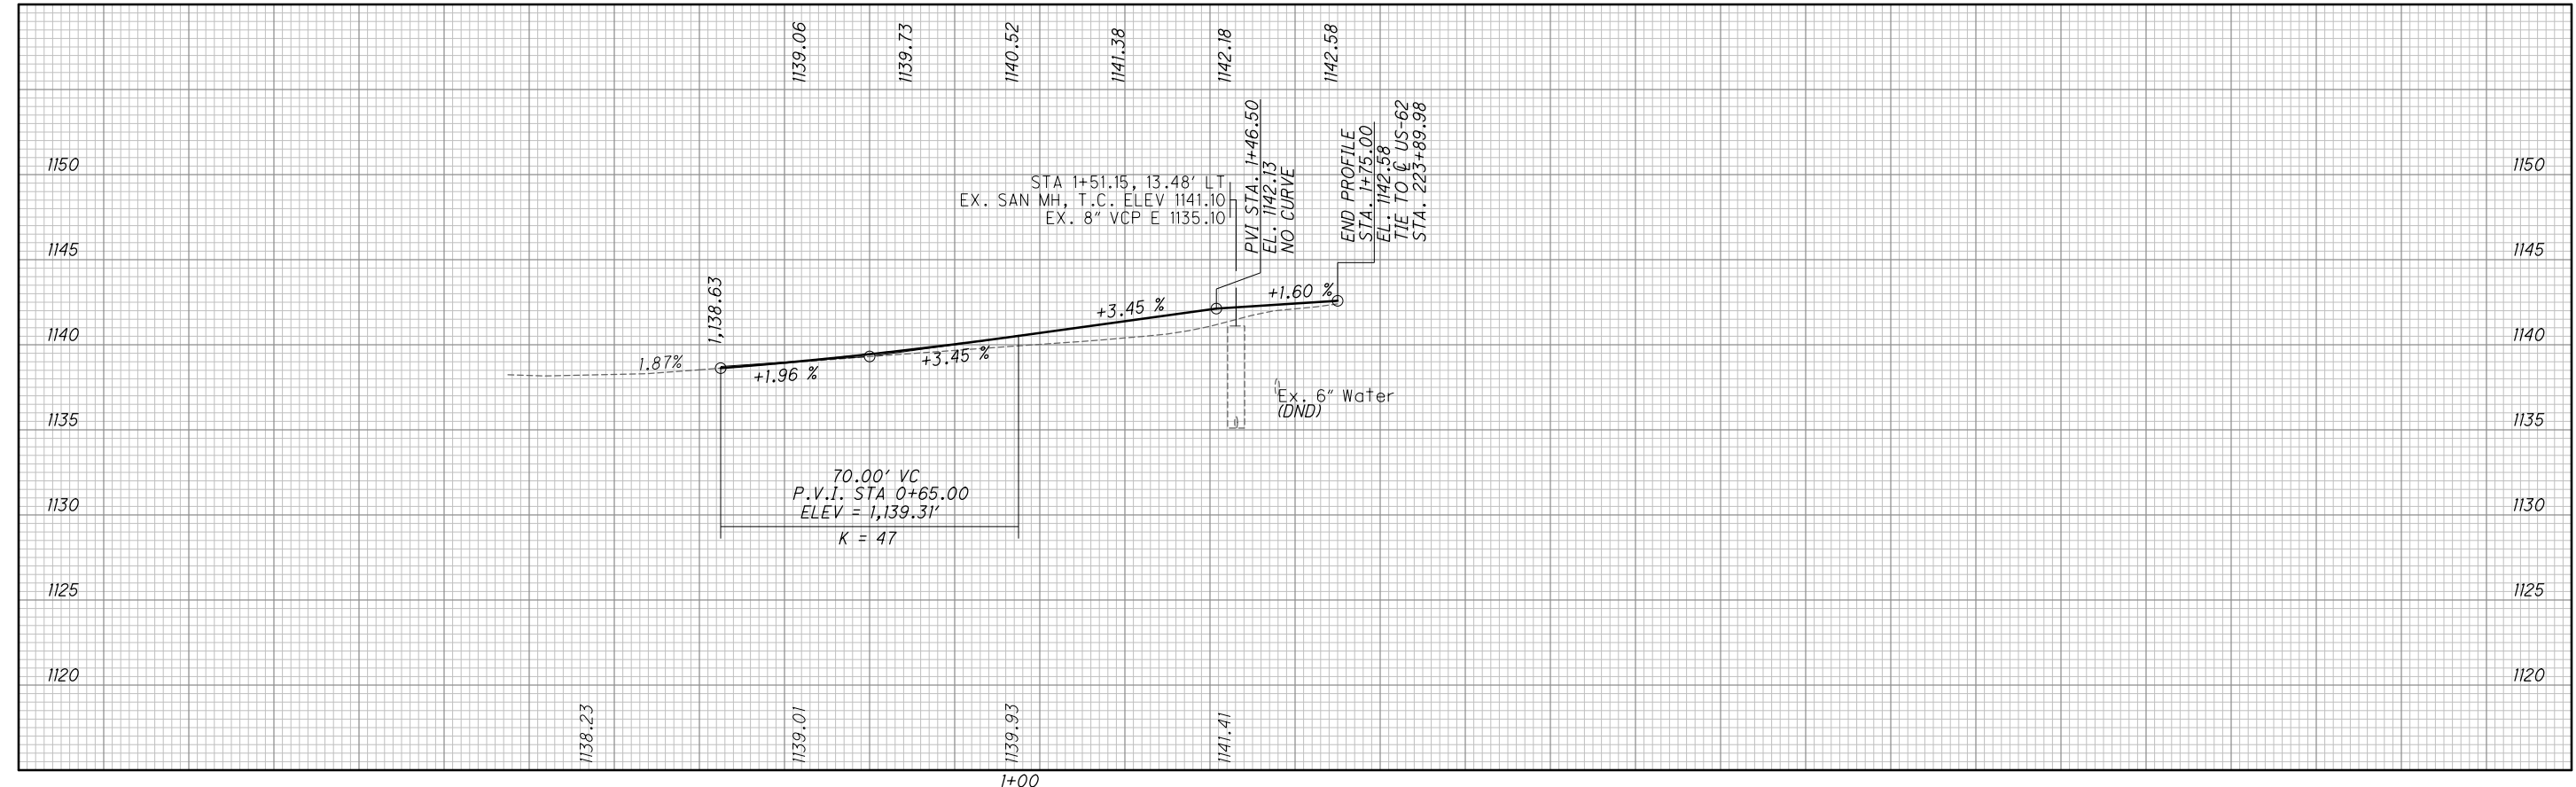 1139.06
1139.73
1140.52
1141.38
1142.18
1142.58
1150
1150
STA 1+51.15, 13.48' LT
EX. SAN MH, T.C. ELEV 1141.10
EX. 8" VCP E 1135.10
PVI STA. 1+46.50
EL. 1142.13
NO CURVE
END PROFILE
STA. 1+75.00
EL. 1142.58
TIE TO ℄ US-62
STA. 223+89.98
1145
1145
1,138.63
1140
1140
1.87%
+1.96 %
+3.45 %
+3.45 %
+1.60 %
Ex. 6" Water
(DND)
1135
1135
70.00' VC
P.V.I. STA 0+65.00
ELEV = 1,139.31'
K = 47
1130
1130
1125
1125
1120
1120
1138.23
1139.01
1139.93
1141.41
1+00